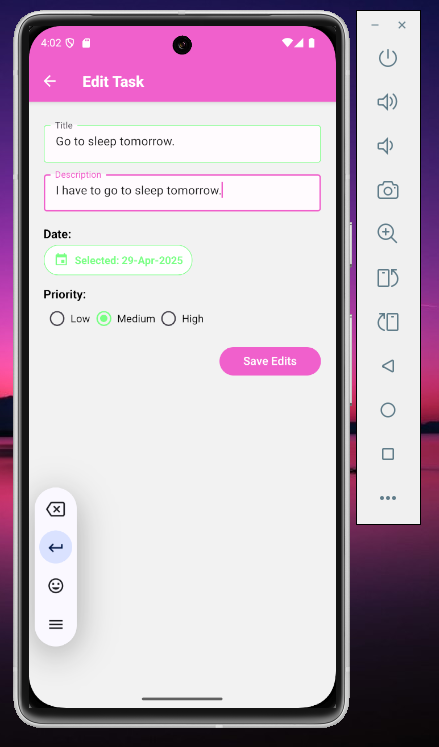 4:02
Edit Task
Title
Go to sleep tomorrow.
Description
I have to go to sleep tomorrow.
Date:
Selected: 29-Apr-2025
Priority:
Low Medium High
Save Edits